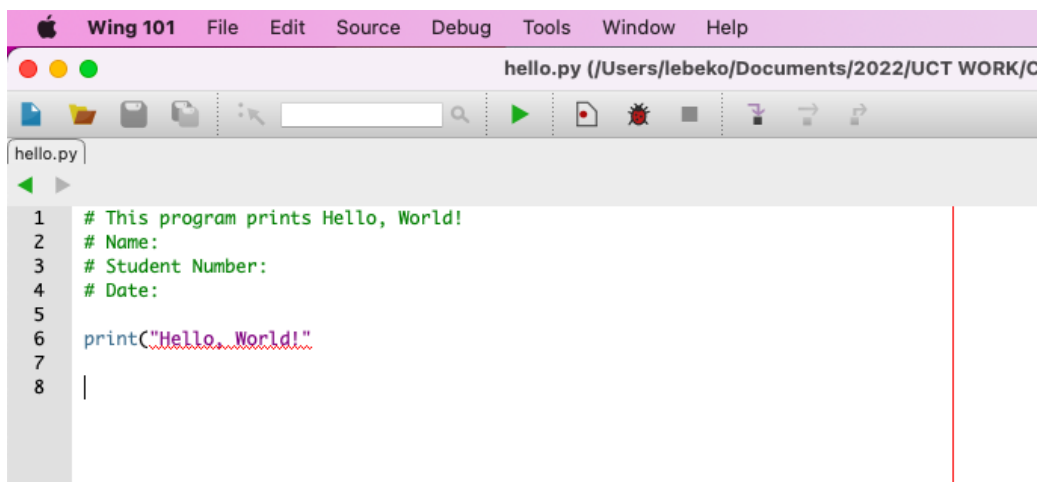 Wing 101 File Edit Source Debug Tools Window Help
hello.py (/Users/lebeko/Documents/2022/UCT WORK/C
hello.py
1 # This program prints Hello, World!
2 # Name:
3 # Student Number:
4 # Date:
5
6 print("Hello, World!"
7
8